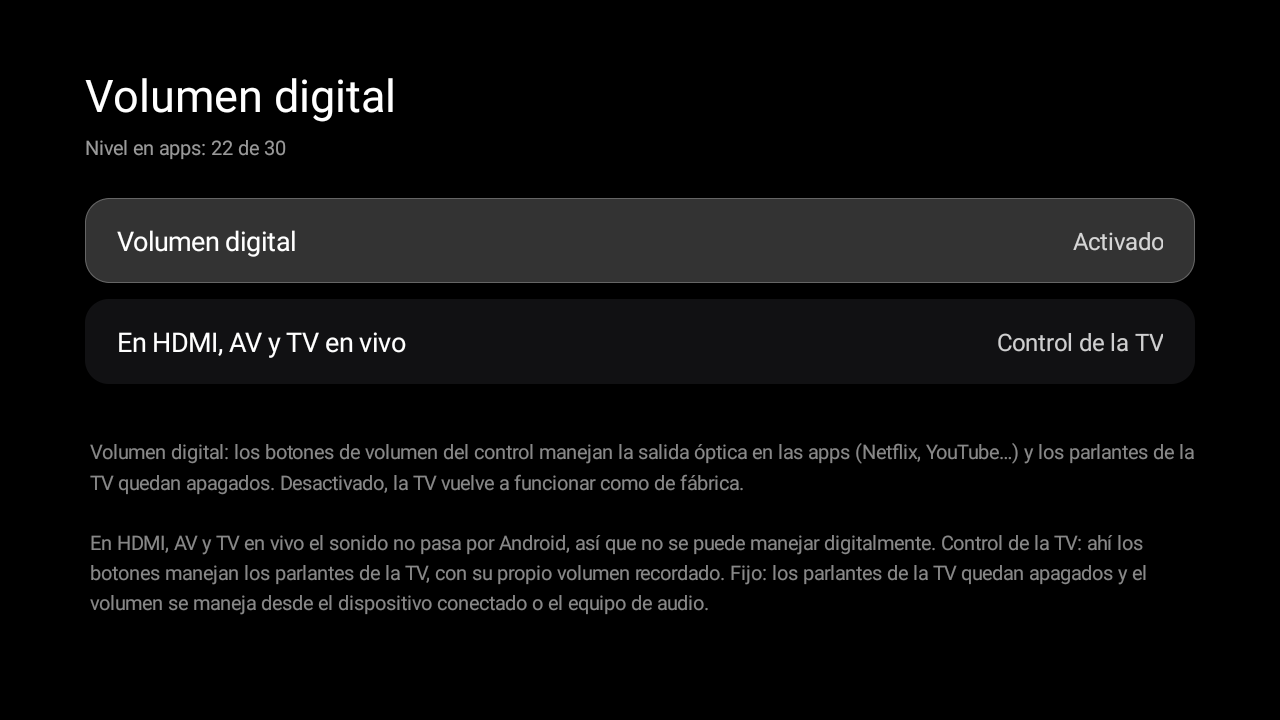 Volumen digital
Nivel en apps: 22 de 30
Volumen digital
Activado
En HDMI, AV y TV en vivo
Control de la TV
Volumen digital: los botones de volumen del control manejan la salida óptica en las apps (Netflix, YouTube…) y los parlantes de la
TV quedan apagados. Desactivado, la TV vuelve a funcionar como de fábrica.
En HDMI, AV y TV en vivo el sonido no pasa por Android, así que no se puede manejar digitalmente. Control de la TV: ahí los
botones manejan los parlantes de la TV, con su propio volumen recordado. Fijo: los parlantes de la TV quedan apagados y el
volumen se maneja desde el dispositivo conectado o el equipo de audio.